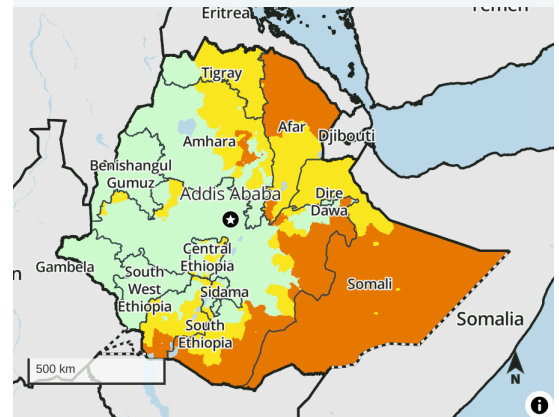 Eritrea
Yemen
Tigray
Afar
Djibouti
Amhara
Benishangul
Gumuz
Addis Ababa
Dire
Dawa
Central
Ethiopia
Gambela
South
West
Ethiopia
Sidama
Somali
South
Ethiopia
Somalia
n
500 km
N
i